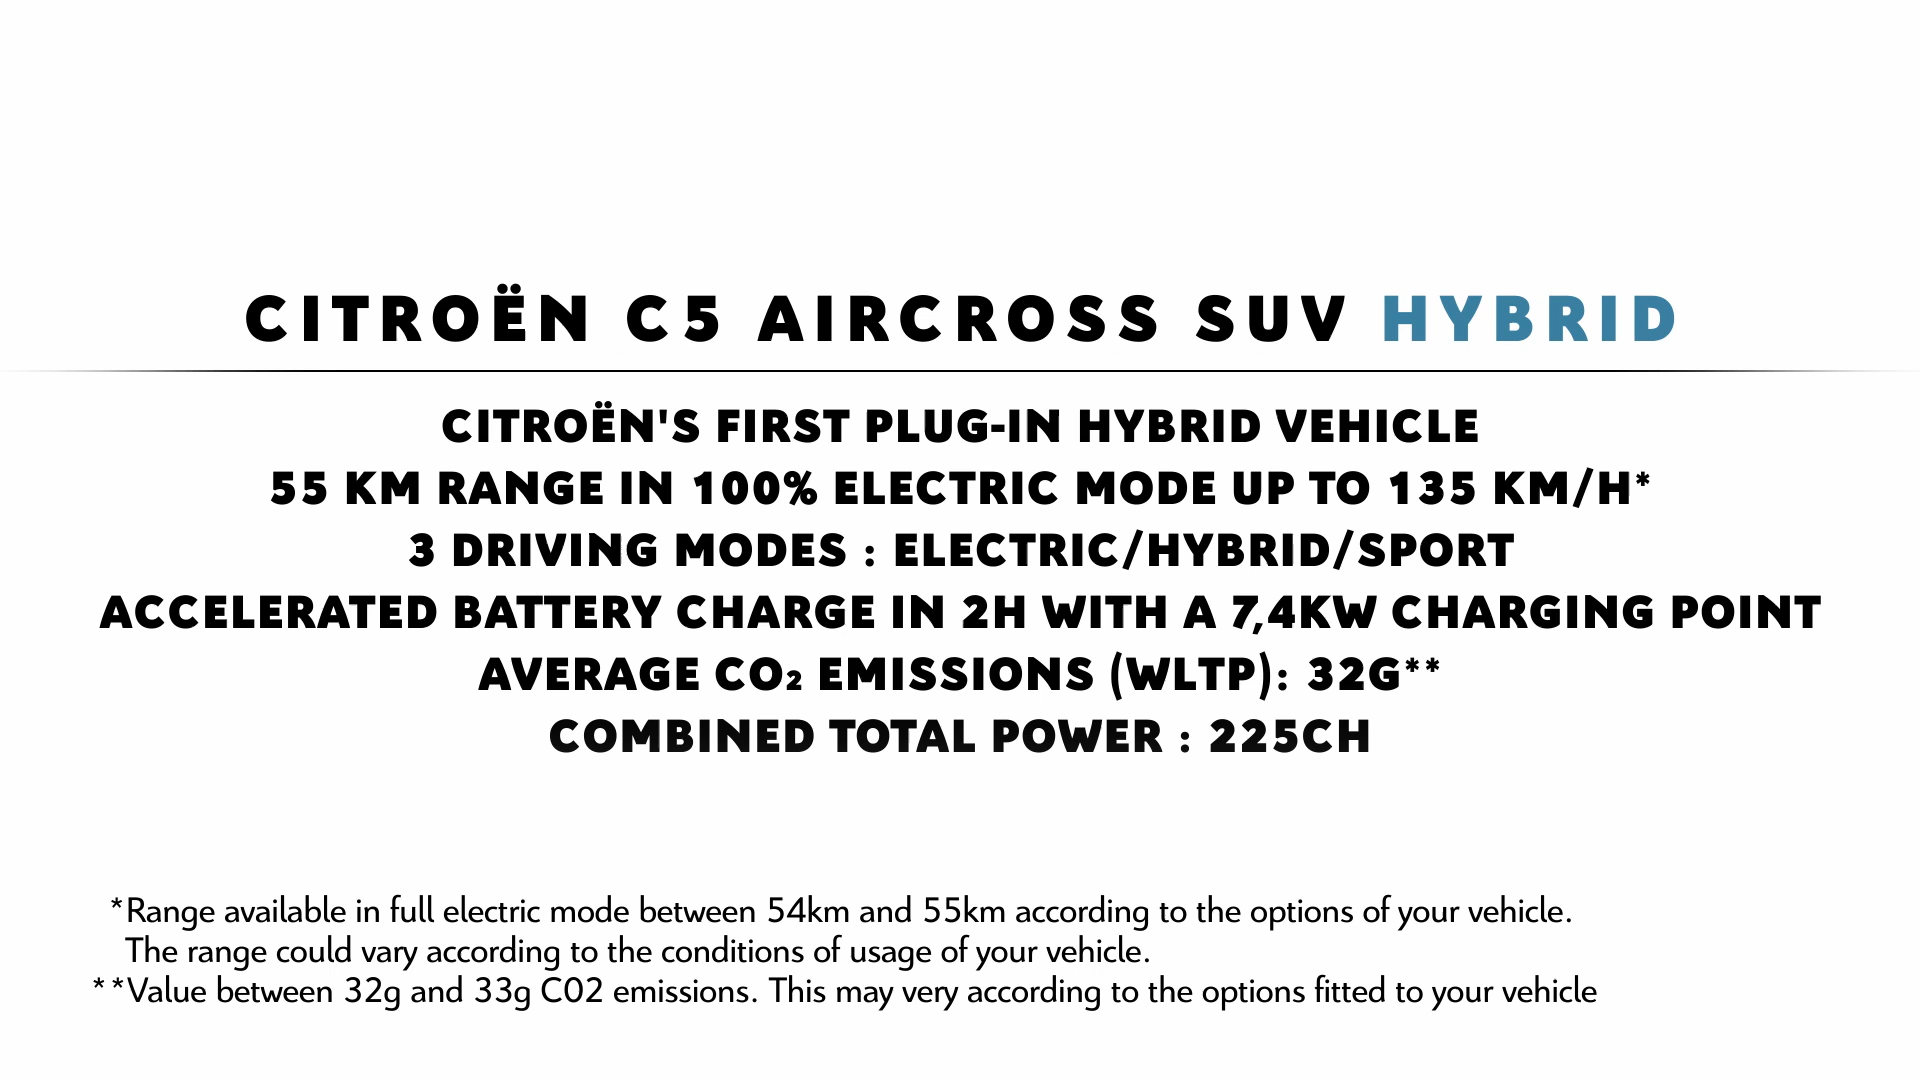 CITROËN C5 AIRCROSS SUV HYBRID
CITROËN'S FIRST PLUG-IN HYBRID VEHICLE
55 KM RANGE IN 100% ELECTRIC MODE UP TO 135 KM/H*
3 DRIVING MODES : ELECTRIC/HYBRID/SPORT
ACCELERATED BATTERY CHARGE IN 2H WITH A 7,4KW CHARGING POINT
AVERAGE CO₂ EMISSIONS (WLTP): 32G**
COMBINED TOTAL POWER : 225CH
*Range available in full electric mode between 54km and 55km according to the options of your vehicle.
The range could vary according to the conditions of usage of your vehicle.
**Value between 32g and 33g C02 emissions. This may very according to the options fitted to your vehicle